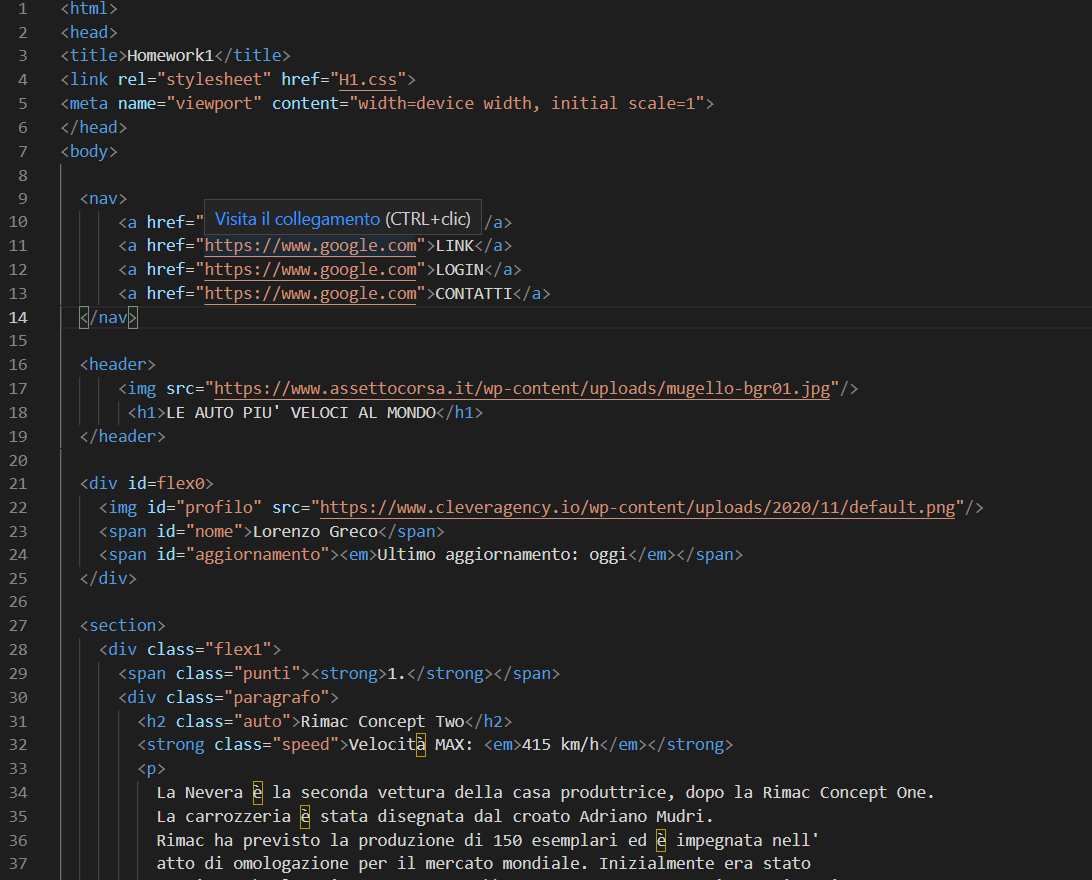 1 <html>
2 <head>
3 <title>Homework1</title>
4 <link rel="stylesheet" href="H1.css">
5 <meta name="viewport" content="width=device width, initial scale=1">
6 </head>
7 <body>
8
9 <nav>
10 <a href=" Visita il collegamento (CTRL+clic) /a>
11 <a href="https://www.google.com">LINK</a>
12 <a href="https://www.google.com">LOGIN</a>
13 <a href="https://www.google.com">CONTATTI</a>
14 </nav>
15
16 <header>
17 <img src="https://www.assettocorsa.it/wp-content/uploads/mugello-bgr01.jpg"/>
18 <h1>LE AUTO PIU' VELOCI AL MONDO</h1>
19 </header>
20
21 <div id=flex0>
22 <img id="profilo" src="https://www.cleveragency.io/wp-content/uploads/2020/11/default.png"/>
23 <span id="nome">Lorenzo Greco</span>
24 <span id="aggiornamento"><em>Ultimo aggiornamento: oggi</em></span>
25 </div>
26
27 <section>
28 <div class="flex1">
29 <span class="punti"><strong>1.</strong></span>
30 <div class="paragrafo">
31 <h2 class="auto">Rimac Concept Two</h2>
32 <strong class="speed">Velocità MAX: <em>415 km/h</em></strong>
33 <p>
34 La Nevera è la seconda vettura della casa produttrice, dopo la Rimac Concept One.
35 La carrozzeria è stata disegnata dal croato Adriano Mudri.
36 Rimac ha previsto la produzione di 150 esemplari ed è impegnata nell'
37 atto di omologazione per il mercato mondiale. Inizialmente era stato